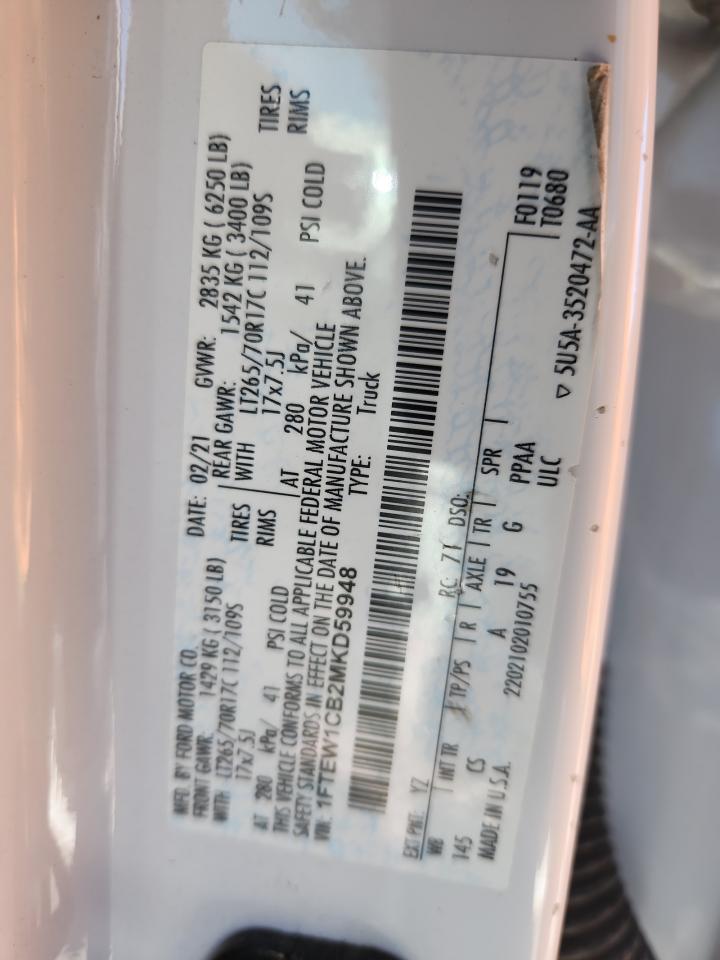 MFD. BY FORD MOTOR CO.
DATE: 02/21 GVWR: 2835 KG ( 6250 LB)
FRONT GAWR: 1429 KG ( 3150 LB) REAR GAWR: 1542 KG ( 3400 LB)
WITH LT265/70R17C 112/109S TIRES WITH LT265/70R17C 112/109S TIRES
17x7.5J RIMS 17x7.5J RIMS
AT 280 kPa/ 41 PSI COLD AT 280 kPa/ 41 PSI COLD
THIS VEHICLE CONFORMS TO ALL APPLICABLE FEDERAL MOTOR VEHICLE
SAFETY STANDARDS IN EFFECT ON THE DATE OF MANUFACTURE SHOWN ABOVE.
VIN: 1FTEW1CB2MKD59948 TYPE: Truck
EXT PNT: YZ RC: 71 DSO: F0119
WB INT TR TP/PS R AXLE TR SPR T0680
145 CS A 19 G PPAA
MADE IN U.S.A. 2202102010755 ULC
▽ 5U5A-3520472-AA